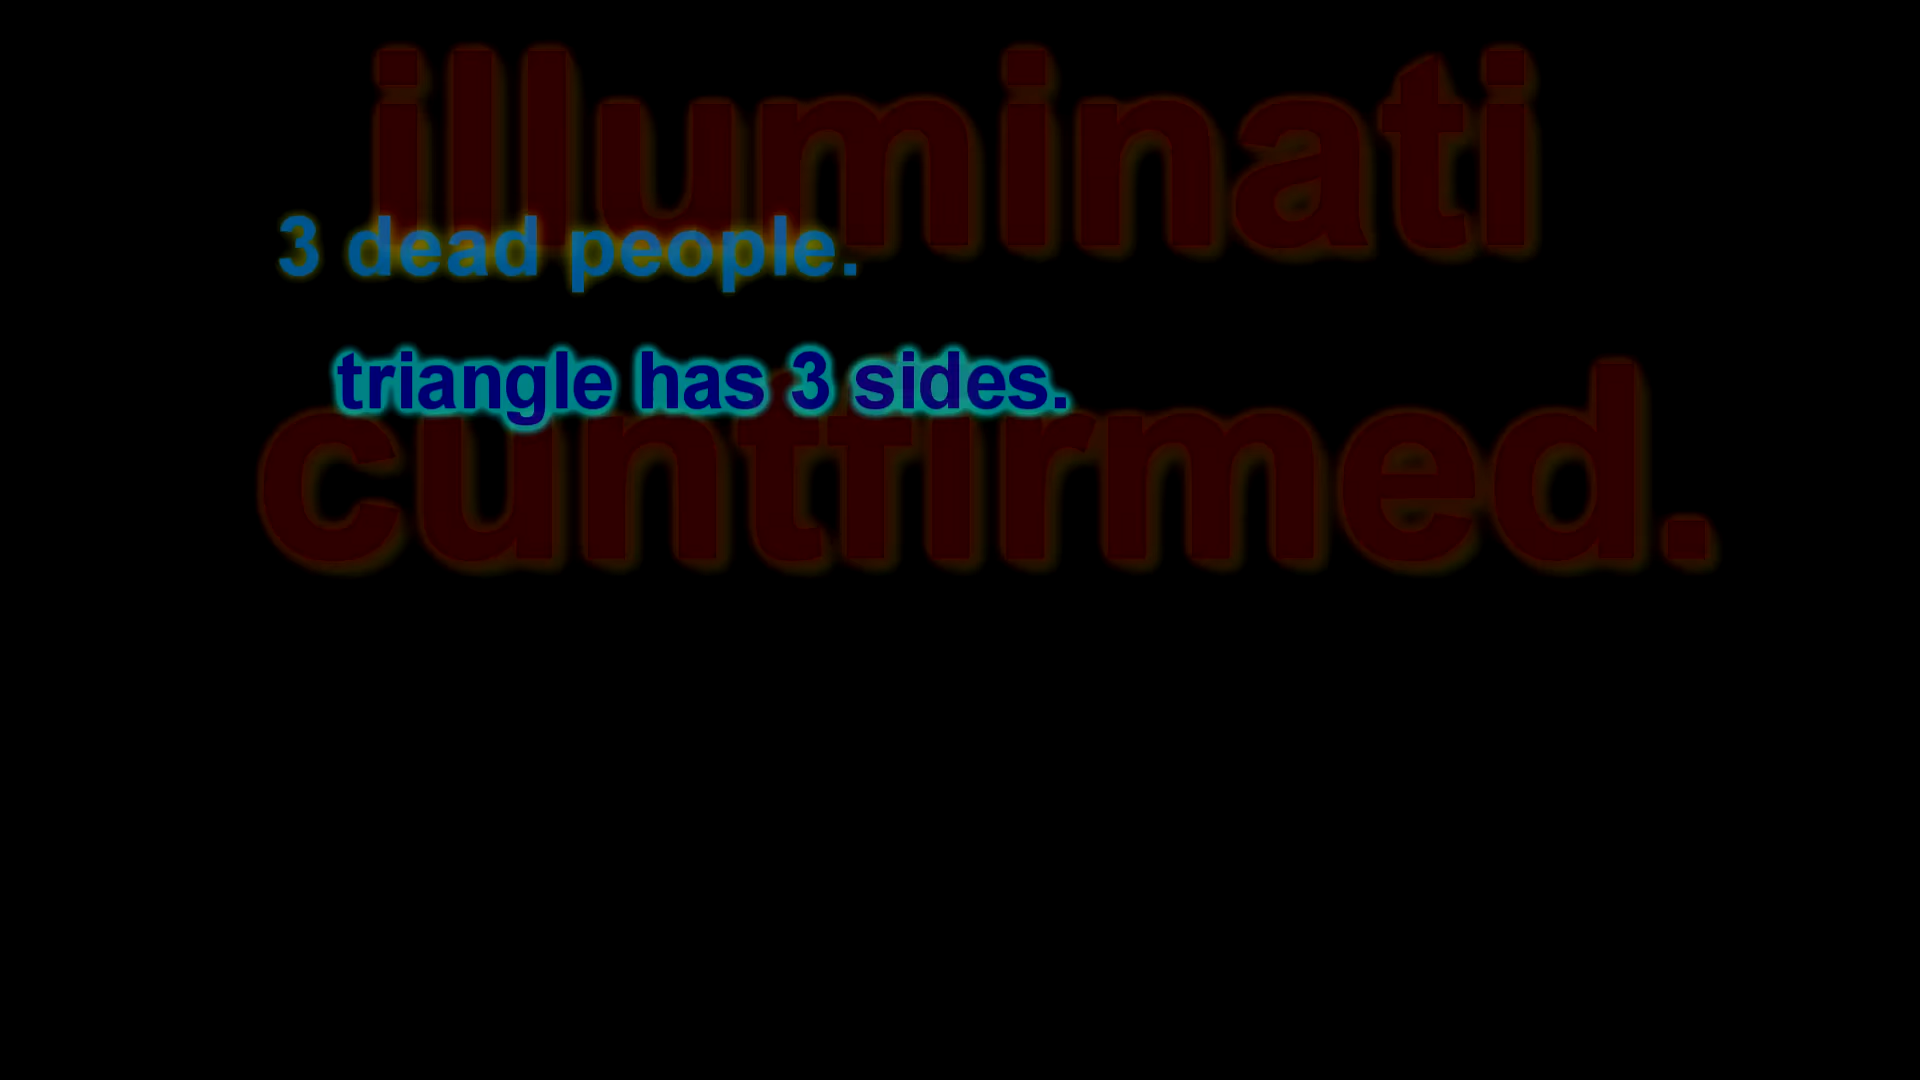 illuminati
3 dead people.
triangle has 3 sides.
cuntfirmed.